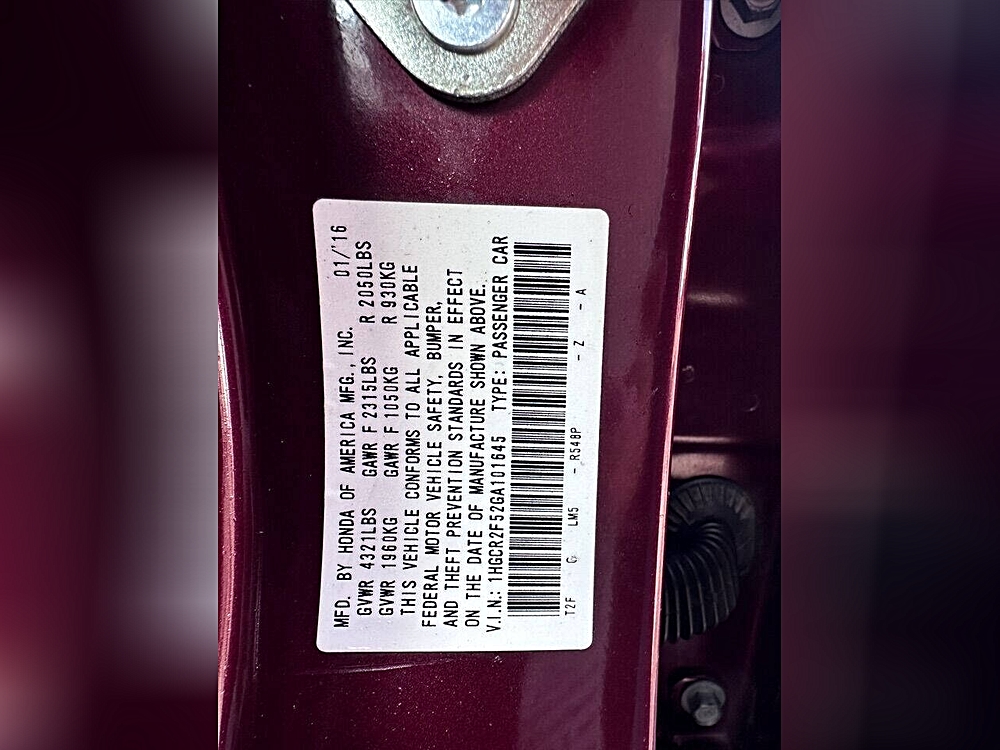 MFD. BY HONDA OF AMERICA MFG., INC. 01/'16
GVWR 4321LBS GAWR F 2315LBS R 2050LBS
GVWR 1960KG GAWR F 1050KG R 930KG
THIS VEHICLE CONFORMS TO ALL APPLICABLE
FEDERAL MOTOR VEHICLE SAFETY, BUMPER,
AND THEFT PREVENTION STANDARDS IN EFFECT
ON THE DATE OF MANUFACTURE SHOWN ABOVE.
V.I.N.: 1HGCR2F52GA101645 TYPE: PASSENGER CAR
T2F G LM5 - R548P - Z - A